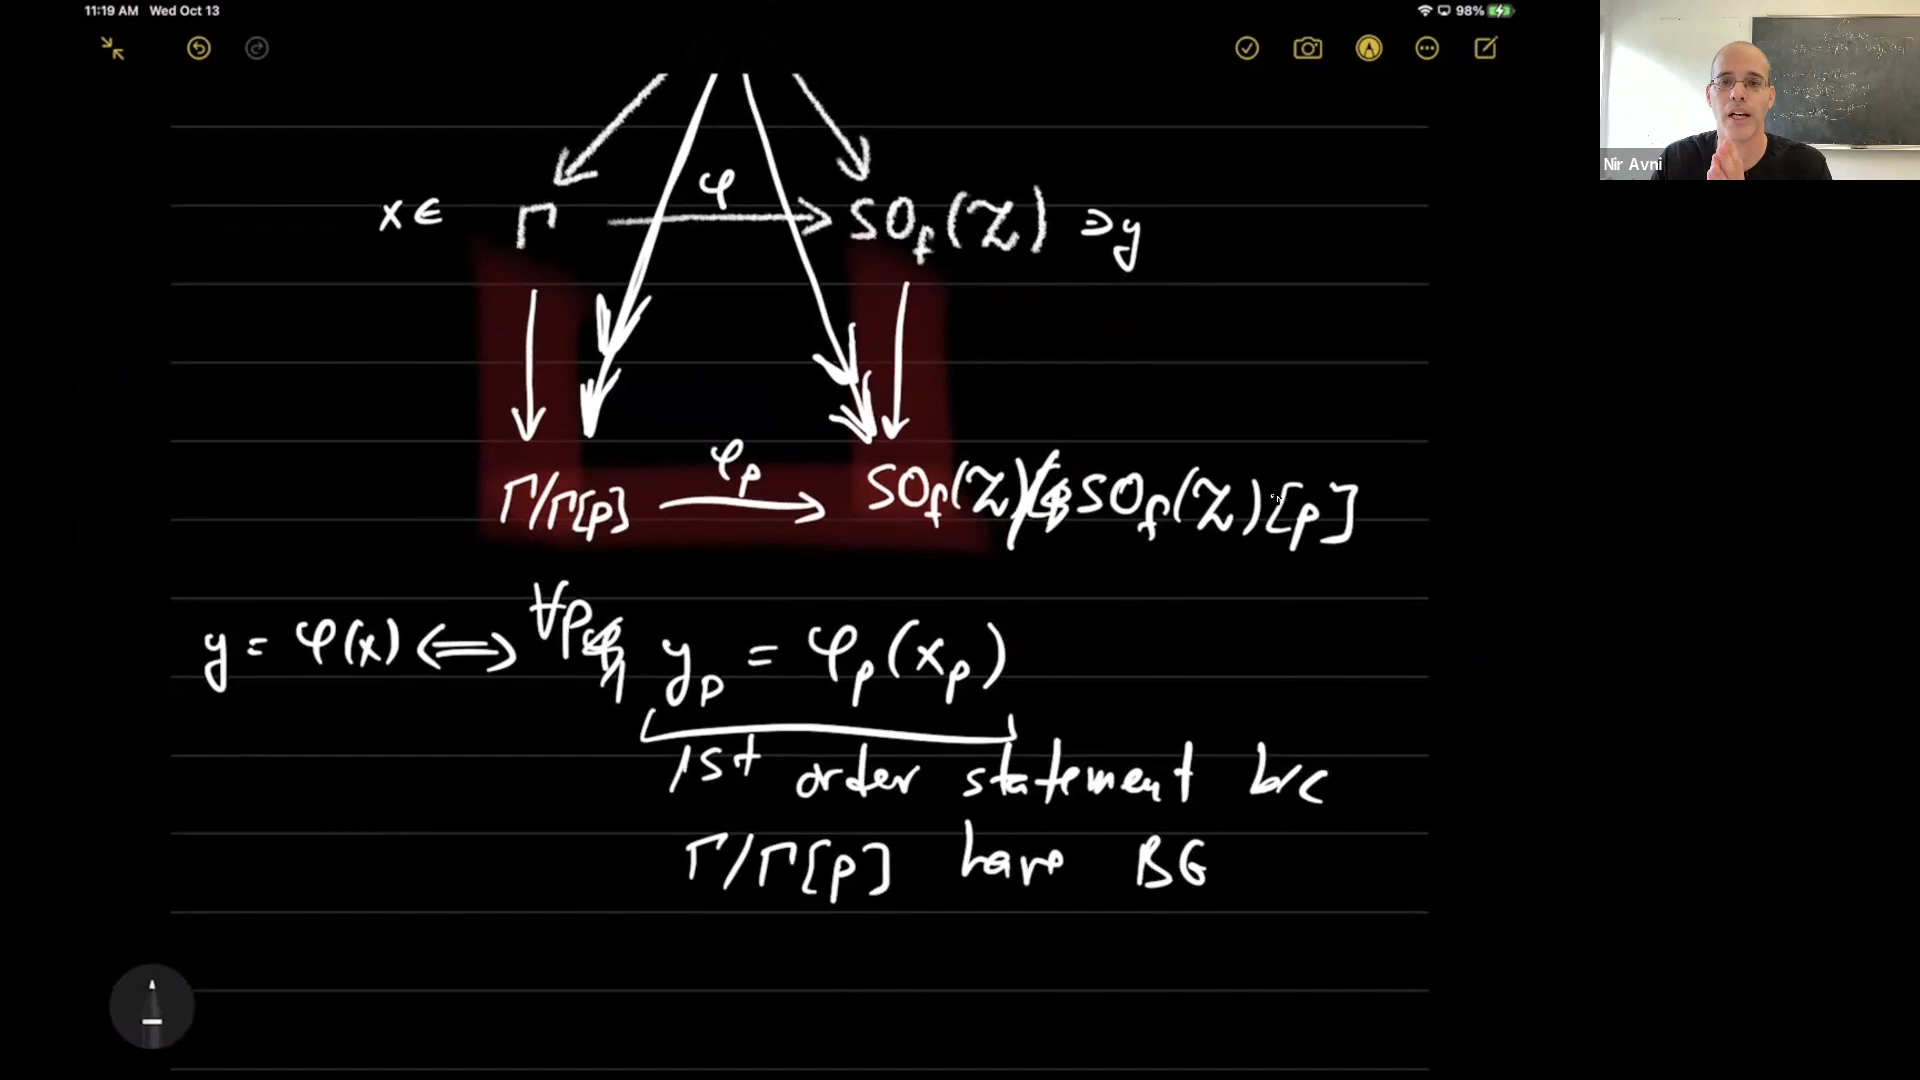 11:19 AM Wed Oct 13
98%
Nir Avni
φ
x ∈ Γ → SO_f(ℤ) ∋ y
φ_p
Γ/Γ[p] → SO_f(ℤ)/SO_f(ℤ)[p]
y = φ(x) ⟺ ∀p y_p = φ_p(x_p)
1st order statement b/c
Γ/Γ[p] have BG